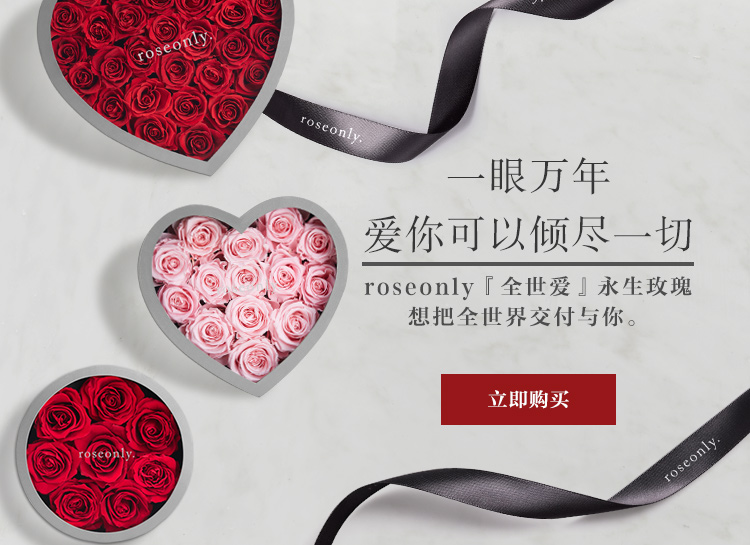 roseonly.
roseonly.
一眼万年
爱你可以倾尽一切
roseonly『全世爱』永生玫瑰
想把全世界交付与你。
立即购买
roseonly.
roseonly.